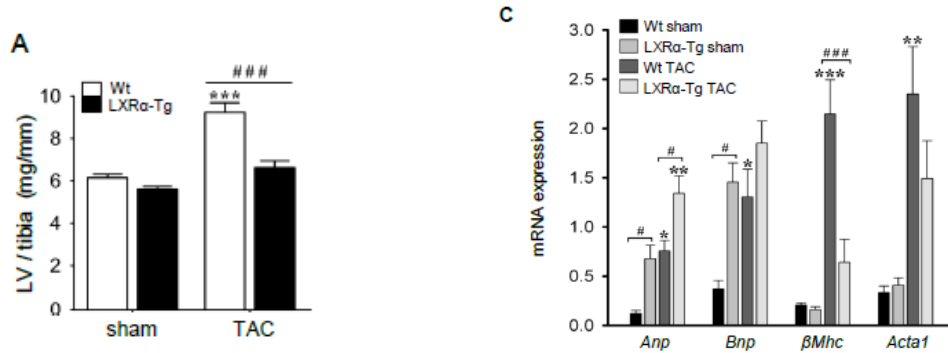 A
Wt
LXRα-Tg
###
***
LV / tibia (mg/mm)
10
8
6
4
2
0
sham
TAC
C
Wt sham
LXRα-Tg sham
Wt TAC
LXRα-Tg TAC
mRNA expression
3.0
2.5
2.0
1.5
1.0
0.5
0.0
#
*
#
**
#
*
###
***
**
Anp
Bnp
βMhc
Acta1